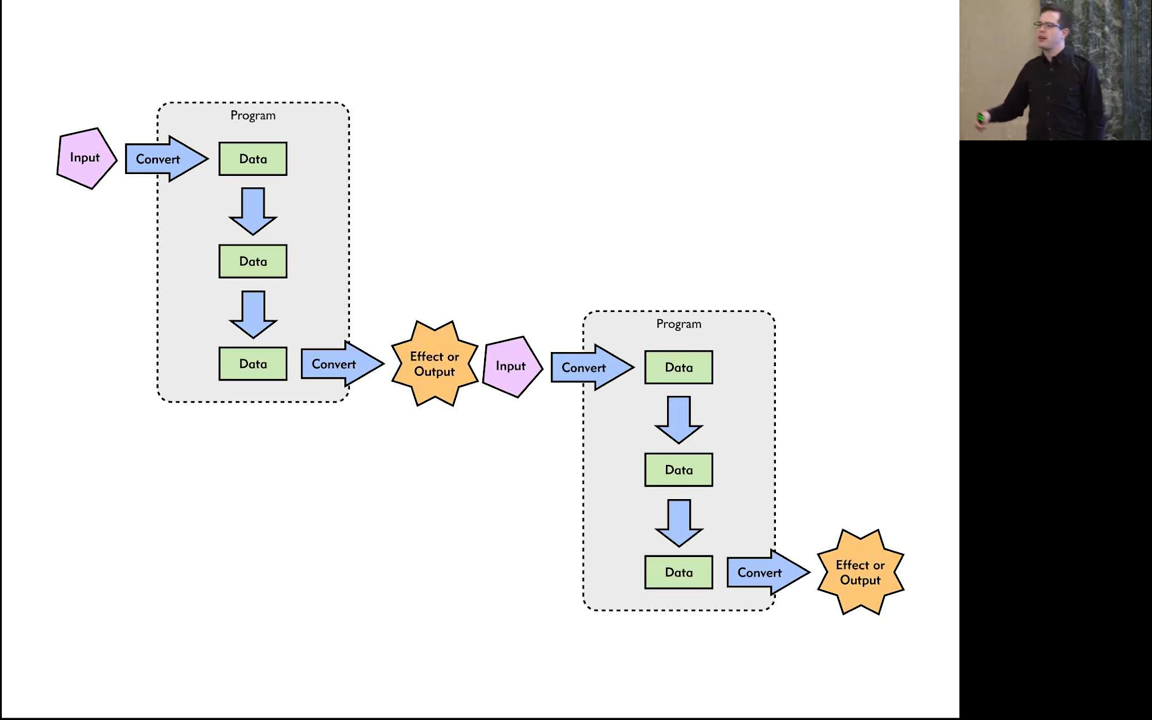 Program
Input
Convert
Data
Data
Data
Convert
Effect or
Output
Input
Program
Convert
Data
Data
Data
Convert
Effect or
Output